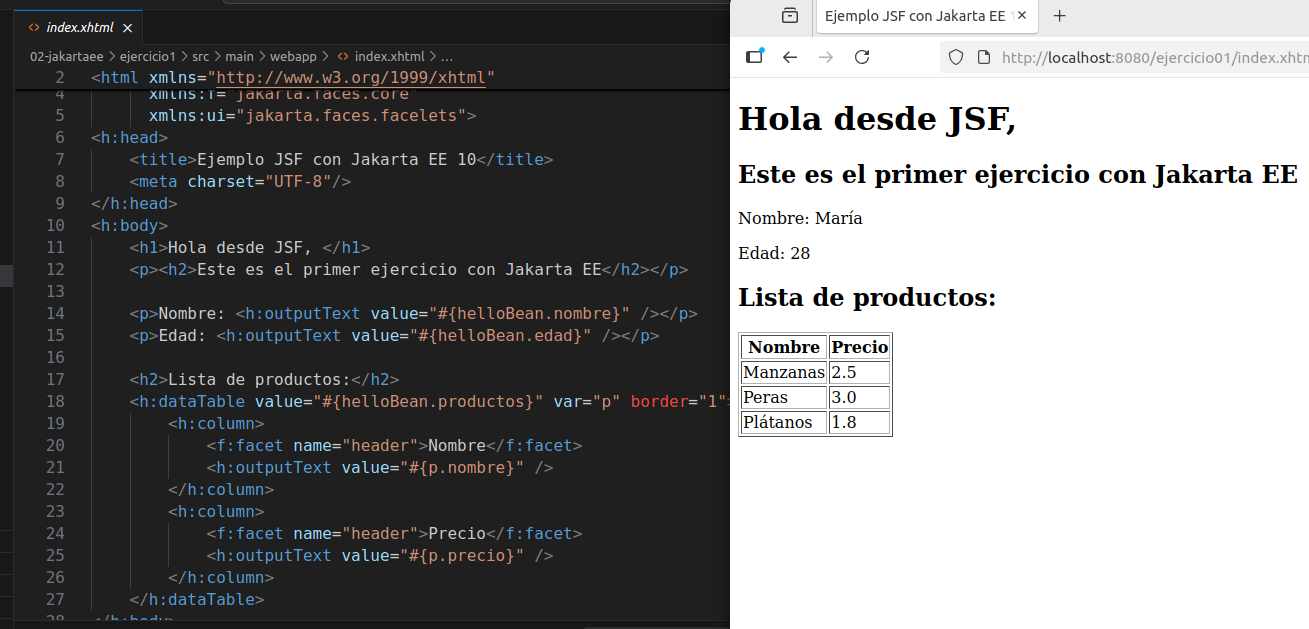 index.xhtml
02-jakartaee > ejercicio1 > src > main > webapp > index.xhtml > ...
2 <html xmlns="http://www.w3.org/1999/xhtml"
4 xmlns:f="jakarta.faces.core"
5 xmlns:ui="jakarta.faces.facelets">
6 <h:head>
7 <title>Ejemplo JSF con Jakarta EE 10</title>
8 <meta charset="UTF-8"/>
9 </h:head>
10 <h:body>
11 <h1>Hola desde JSF, </h1>
12 <p><h2>Este es el primer ejercicio con Jakarta EE</h2></p>
13
14 <p>Nombre: <h:outputText value="#{helloBean.nombre}" /></p>
15 <p>Edad: <h:outputText value="#{helloBean.edad}" /></p>
16
17 <h2>Lista de productos:</h2>
18 <h:dataTable value="#{helloBean.productos}" var="p" border="1">
19 <h:column>
20 <f:facet name="header">Nombre</f:facet>
21 <h:outputText value="#{p.nombre}" />
22 </h:column>
23 <h:column>
24 <f:facet name="header">Precio</f:facet>
25 <h:outputText value="#{p.precio}" />
26 </h:column>
27 </h:dataTable>
28 </h:body>
Ejemplo JSF con Jakarta EE 1
http://localhost:8080/ejercicio01/index.xhtm
Hola desde JSF,
Este es el primer ejercicio con Jakarta EE
Nombre: María
Edad: 28
Lista de productos:
Nombre Precio
Manzanas 2.5
Peras 3.0
Plátanos 1.8